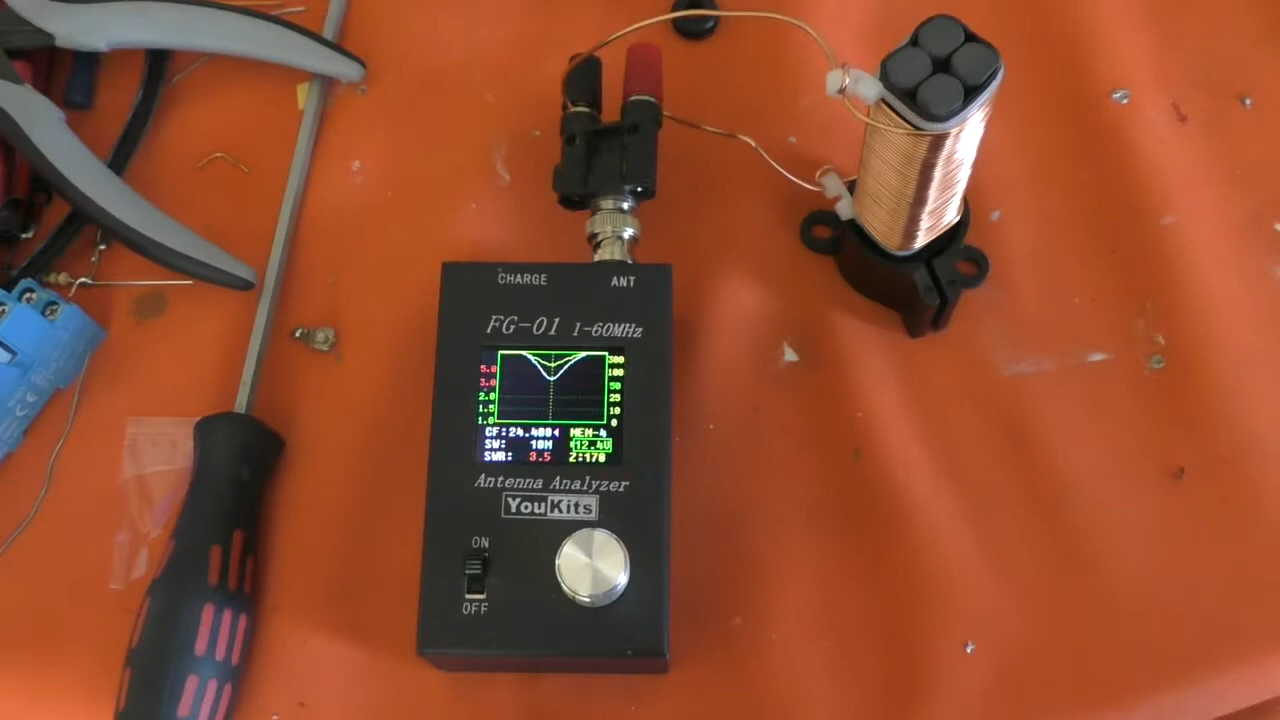 CHARGE ANT
FG-01 1-60MHz
5.0 300
3.0 100
50
2.0 25
1.5 10
1.0 0
CF:24.400 MEM-4
SW: 10M 12.4V
SWR: 3.5 Z:170
Antenna Analyzer
YouKits
ON
OFF